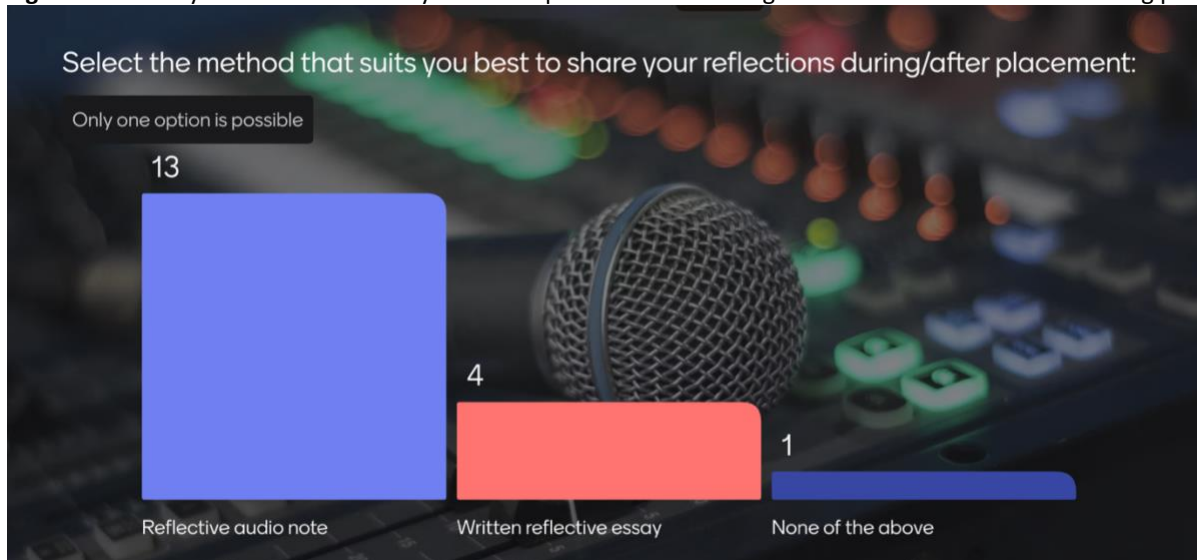 Select the method that suits you best to share your reflections during/after placement:
Only one option is possible
13
4
1
Reflective audio note
Written reflective essay
None of the above